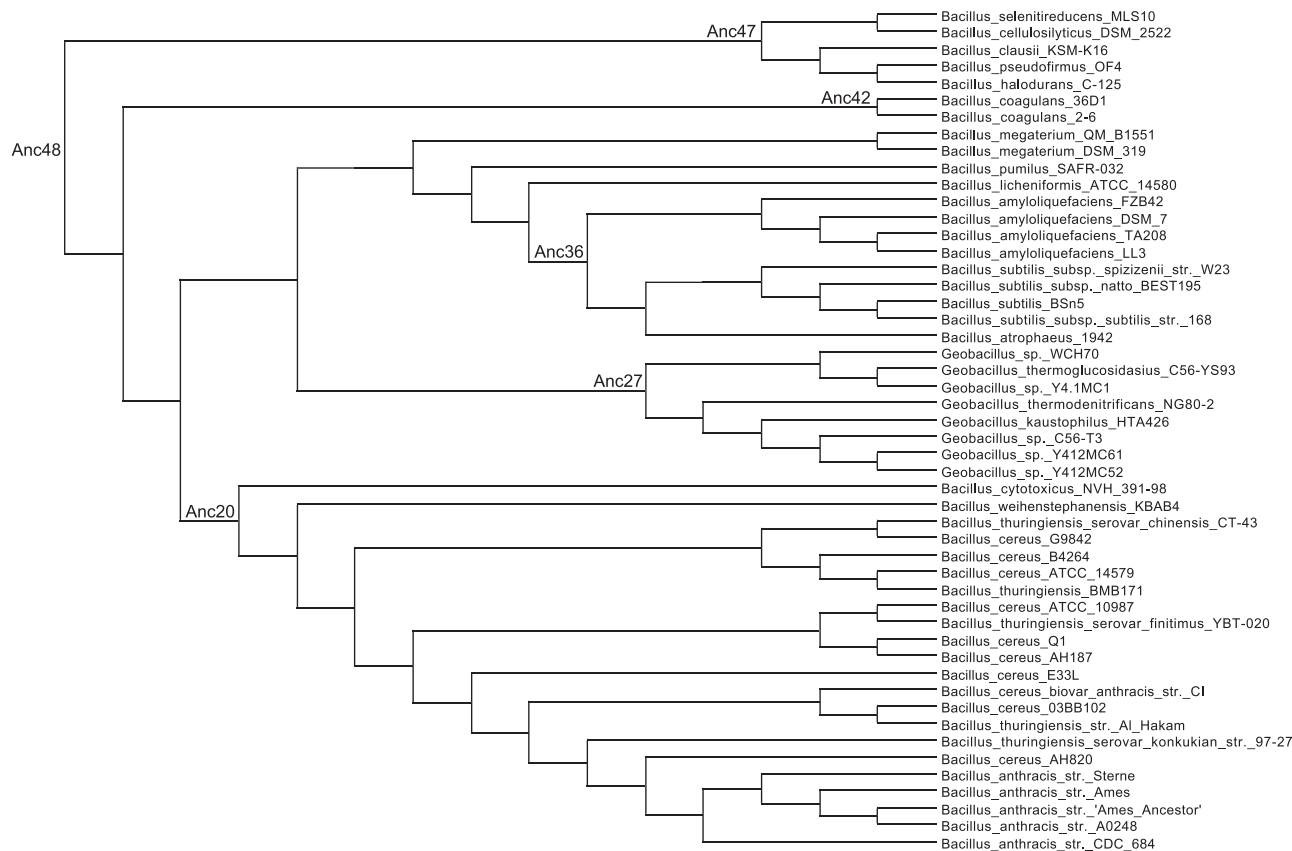 Bacillus_selenitireducens_MLS10
Anc47
Bacillus_cellulosilyticus_DSM_2522
Bacillus_clausii_KSM-K16
Bacillus_pseudofirmus_OF4
Bacillus_halodurans_C-125
Anc42
Bacillus_coagulans_36D1
Bacillus_coagulans_2-6
Bacillus_megaterium_QM_B1551
Anc48
Bacillus_megaterium_DSM_319
Bacillus_pumilus_SAFR-032
Bacillus_licheniformis_ATCC_14580
Bacillus_amyloliquefaciens_FZB42
Bacillus_amyloliquefaciens_DSM_7
Bacillus_amyloliquefaciens_TA208
Anc36
Bacillus_amyloliquefaciens_LL3
Bacillus_subtilis_subsp._spizizenii_str._W23
Bacillus_subtilis_subsp._natto_BEST195
Bacillus_subtilis_BSn5
Bacillus_subtilis_subsp._subtilis_str._168
Bacillus_atrophaeus_1942
Geobacillus_sp._WCH70
Geobacillus_thermoglucosidasius_C56-YS93
Anc27
Geobacillus_sp._Y4.1MC1
Geobacillus_thermodenitrificans_NG80-2
Geobacillus_kaustophilus_HTA426
Geobacillus_sp._C56-T3
Geobacillus_sp._Y412MC61
Geobacillus_sp._Y412MC52
Bacillus_cytotoxicus_NVH_391-98
Anc20
Bacillus_weihenstephanensis_KBAB4
Bacillus_thuringiensis_serovar_chinensis_CT-43
Bacillus_cereus_G9842
Bacillus_cereus_B4264
Bacillus_cereus_ATCC_14579
Bacillus_thuringiensis_BMB171
Bacillus_cereus_ATCC_10987
Bacillus_thuringiensis_serovar_finitimus_YBT-020
Bacillus_cereus_Q1
Bacillus_cereus_AH187
Bacillus_cereus_E33L
Bacillus_cereus_biovar_anthracis_str._CI
Bacillus_cereus_03BB102
Bacillus_thuringiensis_str._Al_Hakam
Bacillus_thuringiensis_serovar_konkukian_str._97-27
Bacillus_cereus_AH820
Bacillus_anthracis_str._Sterne
Bacillus_anthracis_str._Ames
Bacillus_anthracis_str._'Ames_Ancestor'
Bacillus_anthracis_str._A0248
Bacillus_anthracis_str._CDC_684